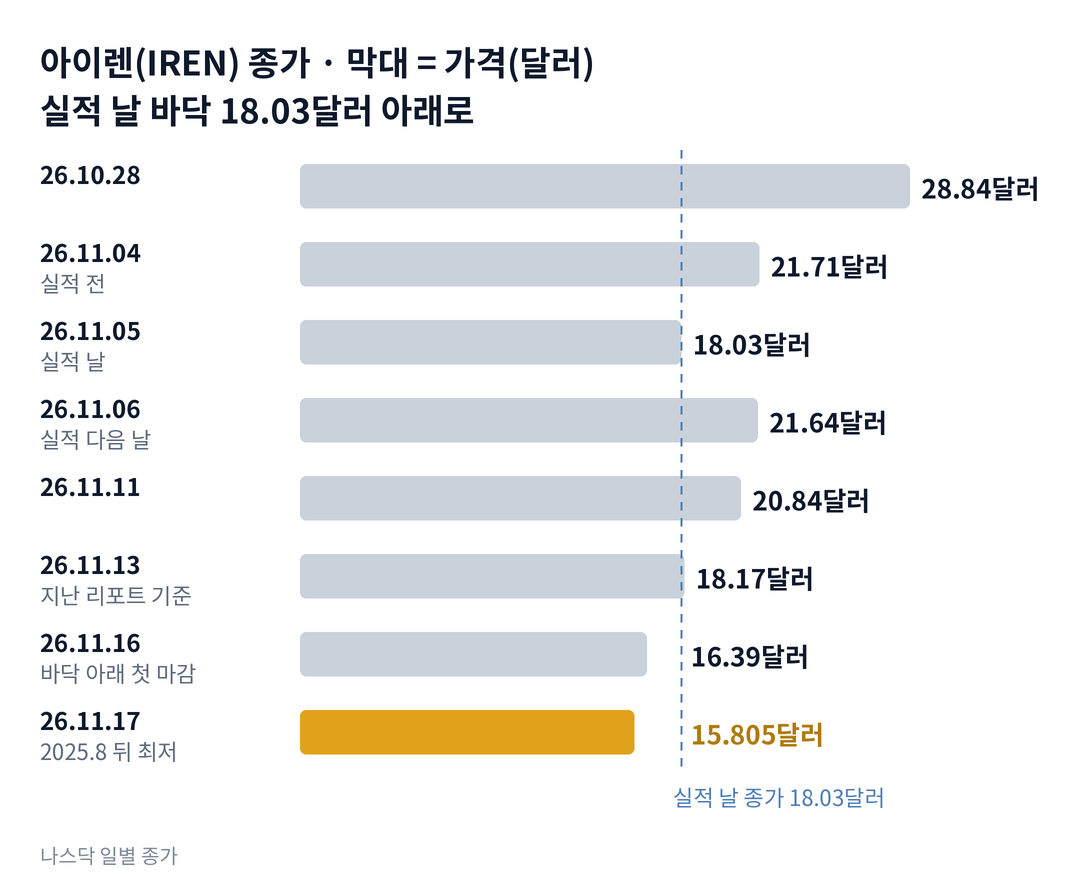 아이렌(IREN) 종가 · 막대 = 가격(달러)
실적 날 바닥 18.03달러 아래로
26.10.28
28.84달러
26.11.04
실적 전
21.71달러
26.11.05
실적 날
18.03달러
26.11.06
실적 다음 날
21.64달러
26.11.11
20.84달러
26.11.13
지난 리포트 기준
18.17달러
26.11.16
바닥 아래 첫 마감
16.39달러
26.11.17
2025.8 뒤 최저
15.805달러
실적 날 종가 18.03달러
나스닥 일별 종가